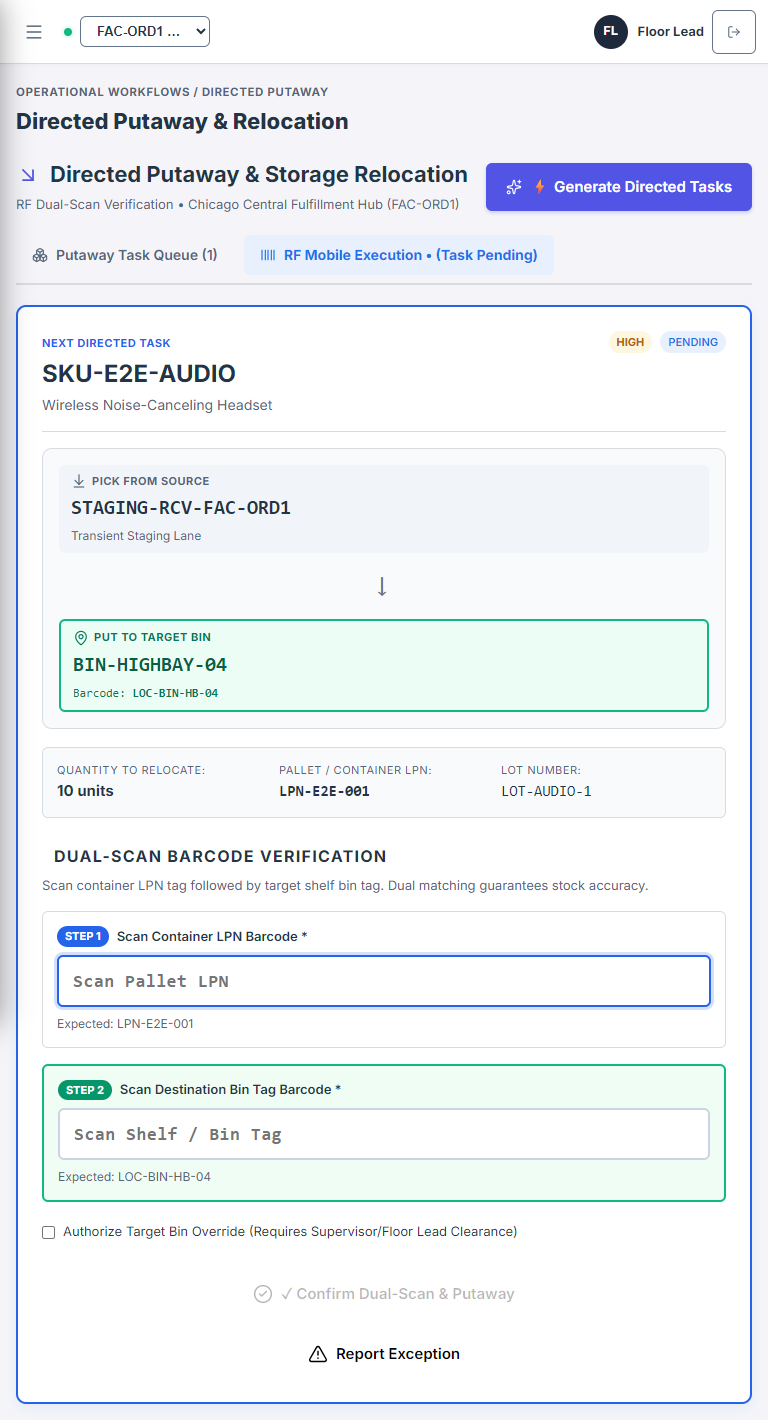 FAC-ORD1 ...
FL Floor Lead
OPERATIONAL WORKFLOWS / DIRECTED PUTAWAY
Directed Putaway & Relocation
Directed Putaway & Storage Relocation
RF Dual-Scan Verification • Chicago Central Fulfillment Hub (FAC-ORD1)
Generate Directed Tasks
Putaway Task Queue (1)
RF Mobile Execution • (Task Pending)
NEXT DIRECTED TASK
HIGH PENDING
SKU-E2E-AUDIO
Wireless Noise-Canceling Headset
PICK FROM SOURCE
STAGING-RCV-FAC-ORD1
Transient Staging Lane
↓
PUT TO TARGET BIN
BIN-HIGHBAY-04
Barcode: LOC-BIN-HB-04
QUANTITY TO RELOCATE:
10 units
PALLET / CONTAINER LPN:
LPN-E2E-001
LOT NUMBER:
LOT-AUDIO-1
DUAL-SCAN BARCODE VERIFICATION
Scan container LPN tag followed by target shelf bin tag. Dual matching guarantees stock accuracy.
STEP 1 Scan Container LPN Barcode *
Scan Pallet LPN
Expected: LPN-E2E-001
STEP 2 Scan Destination Bin Tag Barcode *
Scan Shelf / Bin Tag
Expected: LOC-BIN-HB-04
Authorize Target Bin Override (Requires Supervisor/Floor Lead Clearance)
✓ Confirm Dual-Scan & Putaway
Report Exception